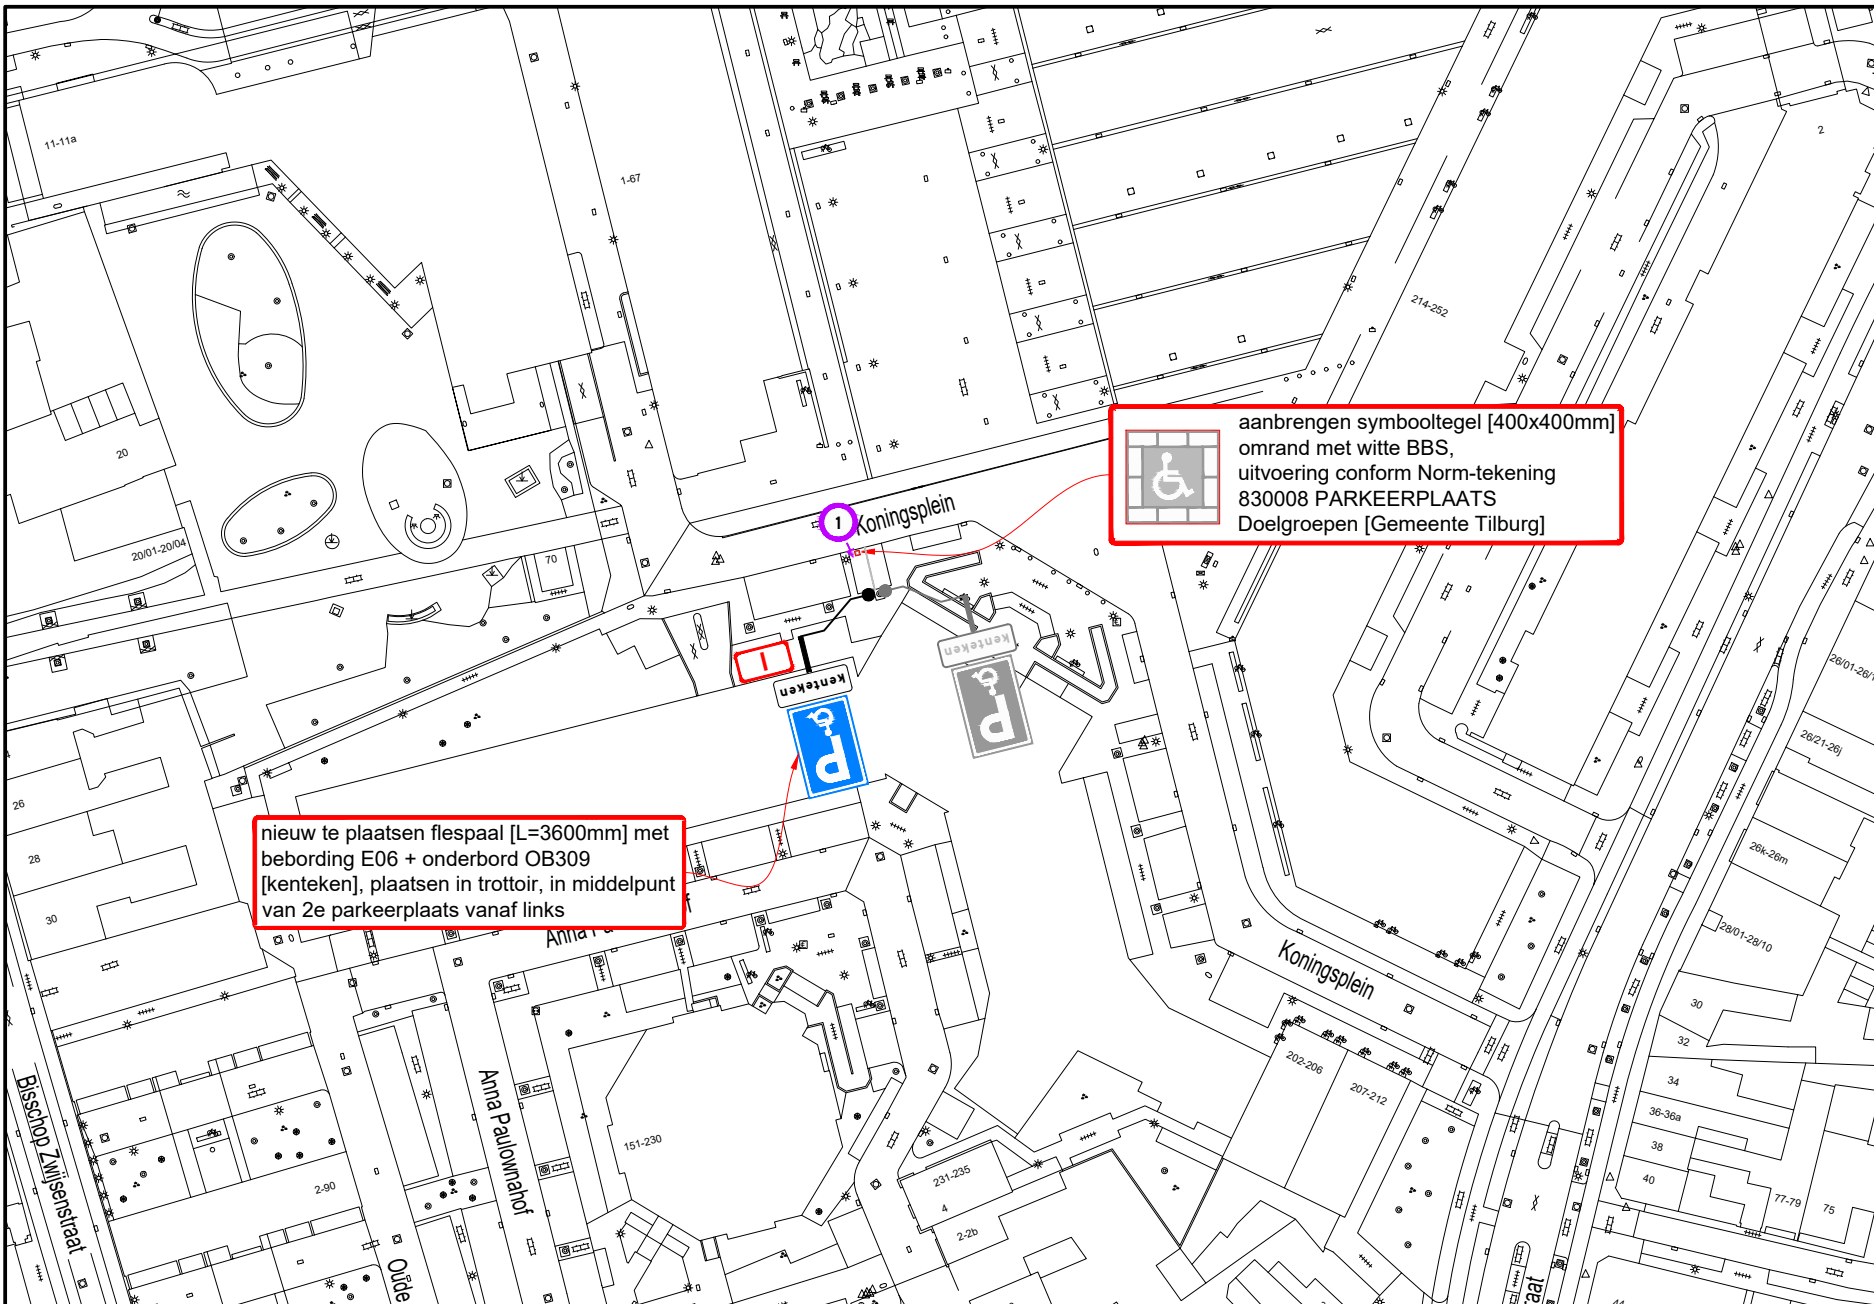 11-11a
1-67
2
214-252
20
aanbrengen symbooltegel [400x400mm]
omrand met witte BBS,
uitvoering conform Norm-tekening
830008 PARKEERPLAATS
Doelgroepen [Gemeente Tilburg]
1
Koningsplein
20/01-20/04
70
kenteken
P
kenteken
P
26
28
30
nieuw te plaatsen flespaal [L=3600mm] met
bebording E06 + onderbord OB309
[kenteken], plaatsen in trottoir, in middelpunt
van 2e parkeerplaats vanaf links
26/21-26j
26k-26m
28/01-28/10
30
32
34
36-36a
38
40
77-79
75
Koningsplein
202-206
207-212
Bisschop Zwijsenstraat
Anna Paulownahof
Oude
2-90
151-230
231-235
4
2-2b